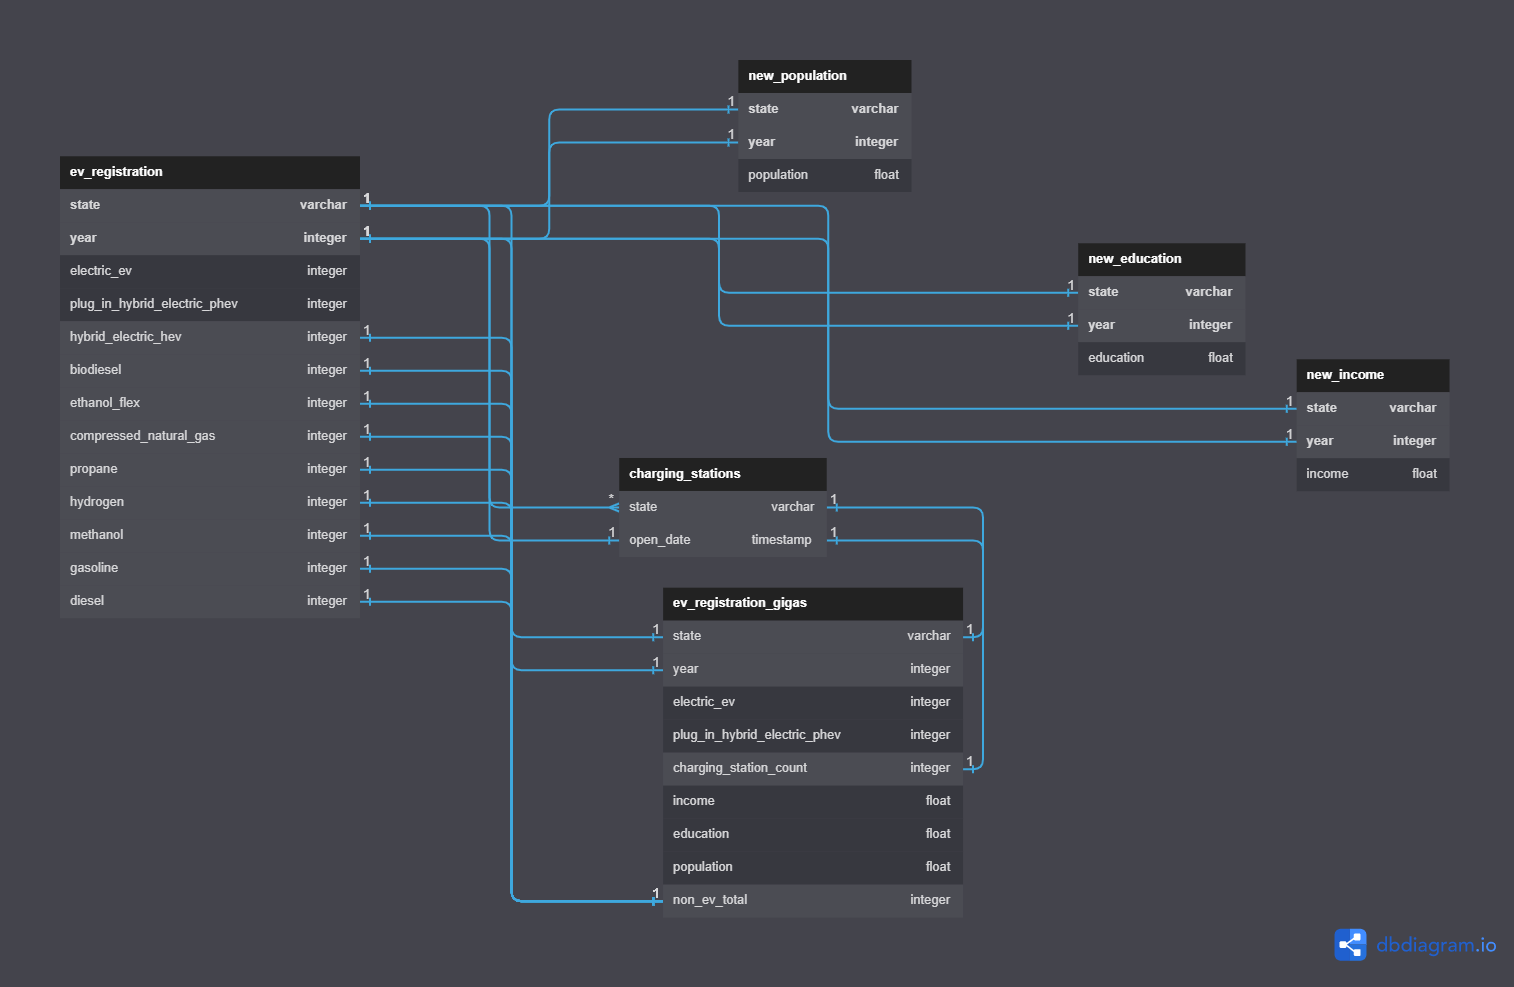 new_population
1 state varchar
1 year integer
population float
ev_registration
state varchar 1
year integer 1
electric_ev integer
plug_in_hybrid_electric_phev integer
hybrid_electric_hev integer 1
biodiesel integer 1
ethanol_flex integer 1
compressed_natural_gas integer 1
propane integer 1
hydrogen integer 1
methanol integer 1
gasoline integer 1
diesel integer 1
new_education
1 state varchar
1 year integer
education float
new_income
1 state varchar
1 year integer
income float
charging_stations
* state varchar 1
1 open_date timestamp 1
ev_registration_gigas
1 state varchar 1
1 year integer
electric_ev integer
plug_in_hybrid_electric_phev integer
charging_station_count integer 1
income float
education float
population float
1 non_ev_total integer
dbdiagram.io